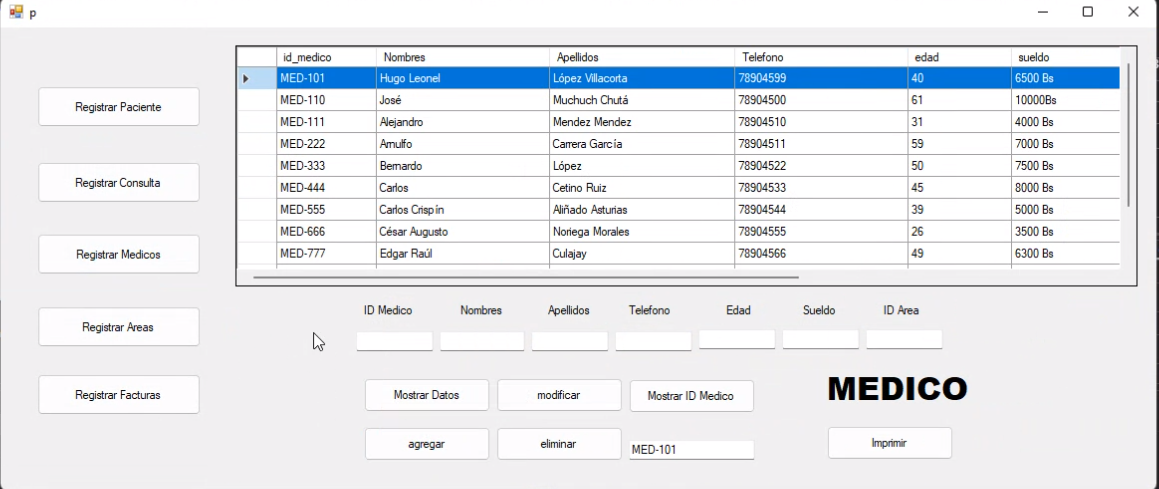 p
id_medico Nombres Apellidos Telefono edad sueldo
MED-101 Hugo Leonel López Villacorta 78904599 40 6500 Bs
MED-110 José Muchuch Chutá 78904500 61 10000Bs
MED-111 Alejandro Mendez Mendez 78904510 31 4000 Bs
MED-222 Arnulfo Carrera García 78904511 59 7000 Bs
MED-333 Bernardo López 78904522 50 7500 Bs
MED-444 Carlos Cetino Ruiz 78904533 45 8000 Bs
MED-555 Carlos Crispín Aliñado Asturias 78904544 39 5000 Bs
MED-666 César Augusto Noriega Morales 78904555 26 3500 Bs
MED-777 Edgar Raúl Culajay 78904566 49 6300 Bs
Registrar Paciente
Registrar Consulta
Registrar Medicos
Registrar Areas
Registrar Facturas
ID Medico Nombres Apellidos Telefono Edad Sueldo ID Area
Mostrar Datos modificar Mostrar ID Medico
MEDICO
agregar eliminar MED-101
Imprimir